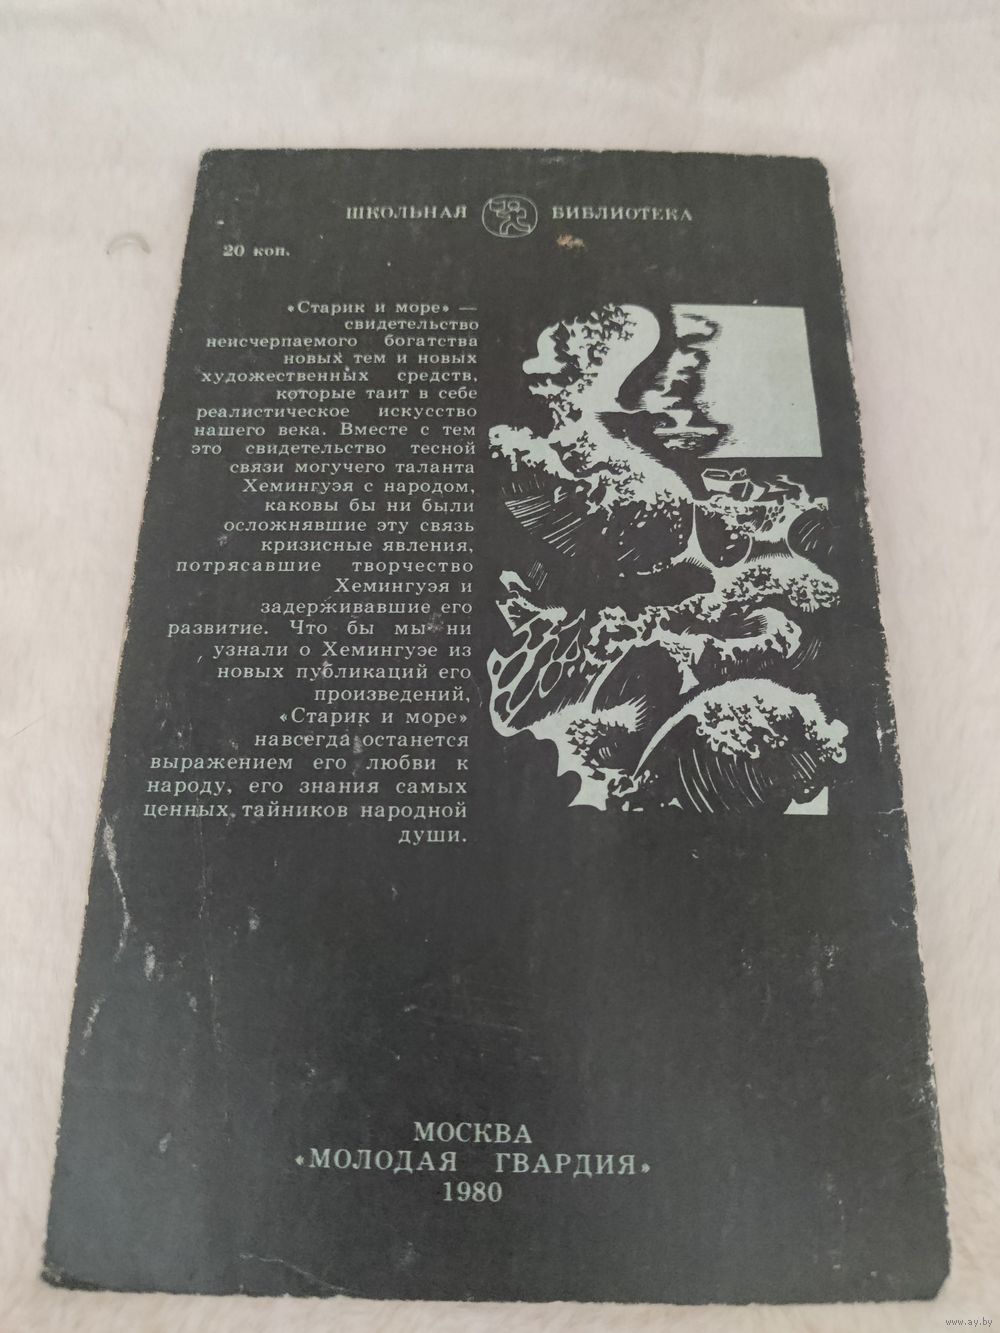 ШКОЛЬНАЯ БИБЛИОТЕКА
20 коп.
«Старик и море» —
свидетельство
неисчерпаемого богатства
новых тем и новых
художественных средств,
которые таит в себе
реалистическое искусство
нашего века. Вместе с тем
это свидетельство тесной
связи могучего таланта
Хемингуэя с народом,
каковы бы ни были
осложнявшие эту связь
кризисные явления,
потрясавшие творчество
Хемингуэя и
задерживавшие его
развитие. Что бы мы ни
узнали о Хемингуэе из
новых публикаций его
произведений,
«Старик и море»
навсегда останется
выражением его любви к
народу, его знания самых
ценных тайников народной
души.
МОСКВА
«МОЛОДАЯ ГВАРДИЯ»
1980
www.ay.by